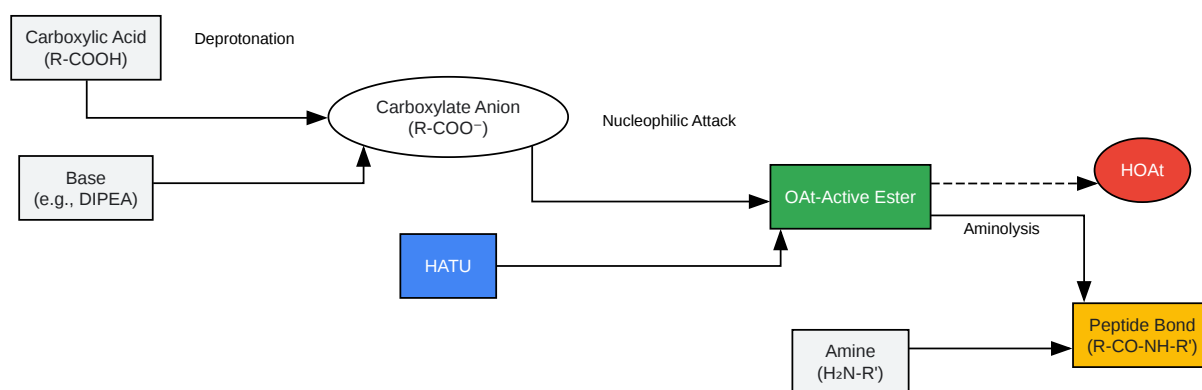 Carboxylic Acid
(R-COOH)
Deprotonation
Carboxylate Anion
(R-COO⁻)
Nucleophilic Attack
Base
(e.g., DIPEA)
OAt-Active Ester
HOAt
Aminolysis
HATU
Peptide Bond
(R-CO-NH-R')
Amine
(H₂N-R')